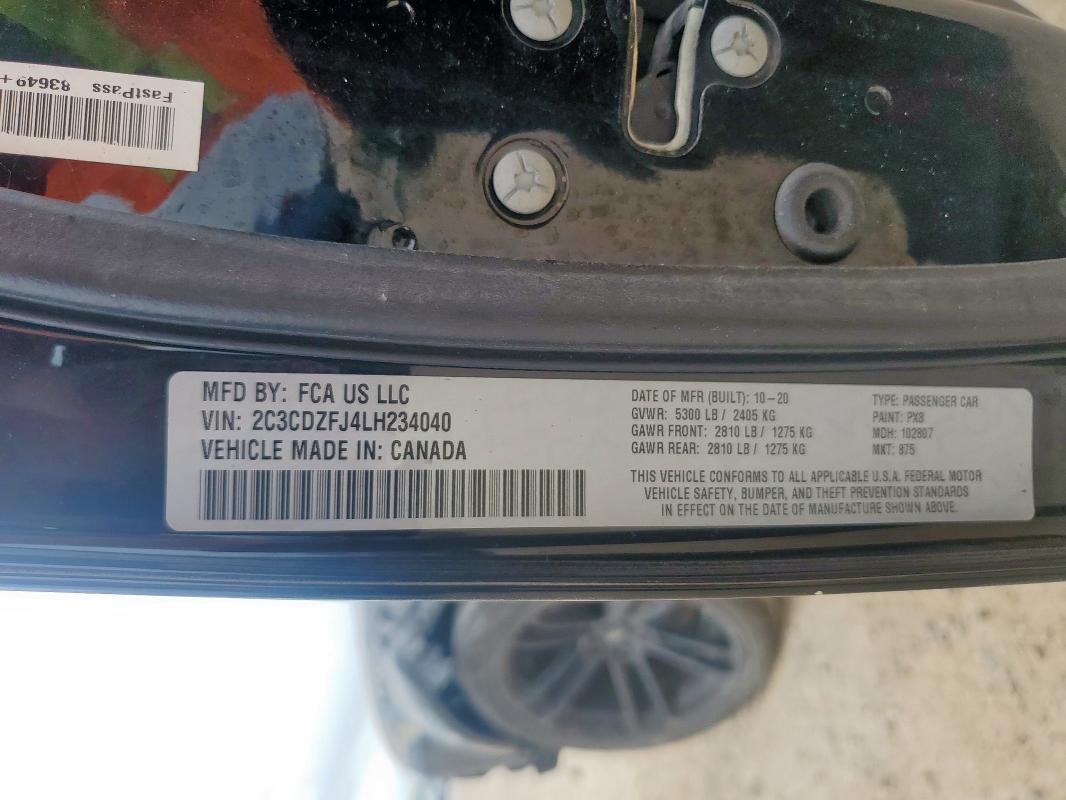 FastPass
83649 +
MFD BY: FCA US LLC
VIN: 2C3CDZFJ4LH234040
VEHICLE MADE IN: CANADA
DATE OF MFR (BUILT): 10-20
GVWR: 5300 LB / 2405 KG
GAWR FRONT: 2810 LB / 1275 KG
GAWR REAR: 2810 LB / 1275 KG
TYPE: PASSENGER CAR
PAINT: PX8
MDH: 102807
MKT: 875
THIS VEHICLE CONFORMS TO ALL APPLICABLE U.S.A. FEDERAL MOTOR
VEHICLE SAFETY, BUMPER, AND THEFT PREVENTION STANDARDS
IN EFFECT ON THE DATE OF MANUFACTURE SHOWN ABOVE.